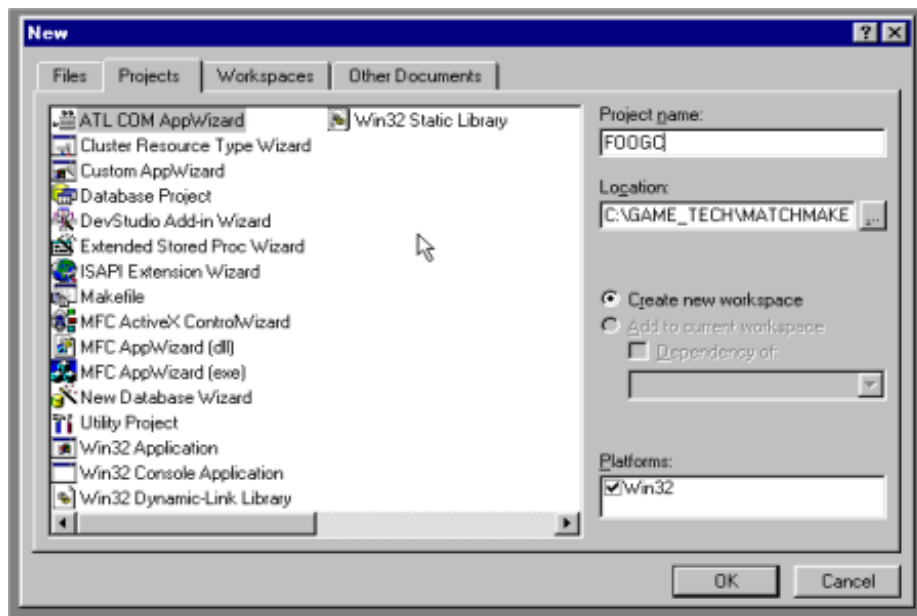 New
Files Projects Workspaces Other Documents
ATL COM AppWizard
Cluster Resource Type Wizard
Custom AppWizard
Database Project
DevStudio Add-in Wizard
Extended Stored Proc Wizard
ISAPI Extension Wizard
Makefile
MFC ActiveX ControlWizard
MFC AppWizard (dll)
MFC AppWizard (exe)
New Database Wizard
Utility Project
Win32 Application
Win32 Console Application
Win32 Dynamic-Link Library
Win32 Static Library
Project name:
FOOGC
Location:
C:\GAME_TECH\MATCHMAKE
...
Create new workspace
Add to current workspace
Dependency of:
Platforms:
Win32
OK Cancel